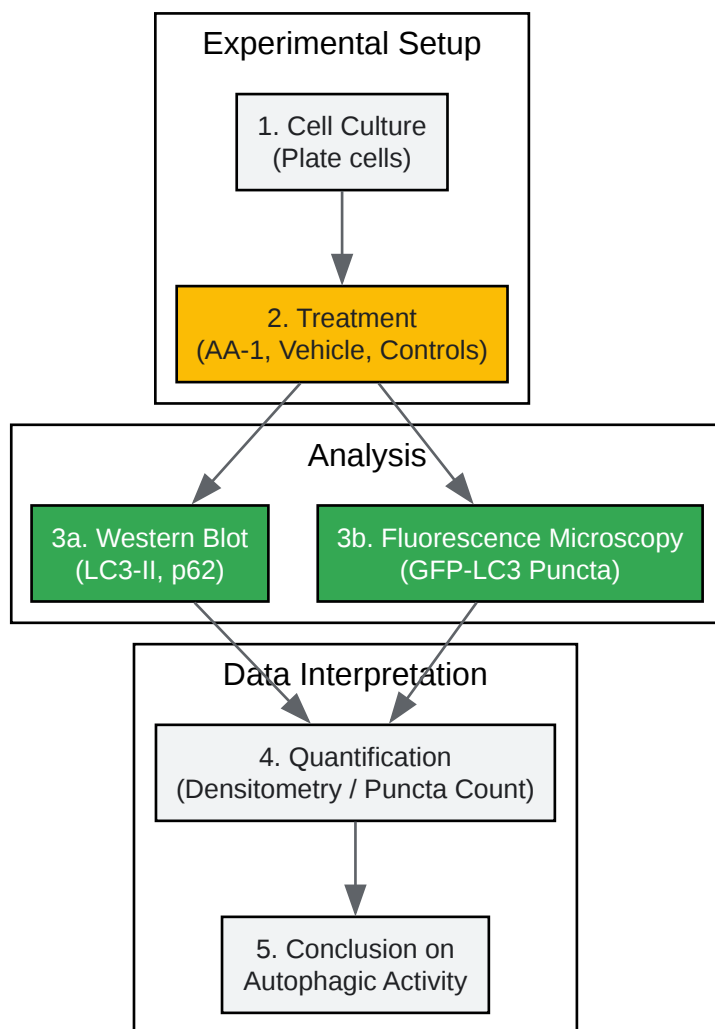 Experimental Setup
1. Cell Culture
(Plate cells)
2. Treatment
(AA-1, Vehicle, Controls)
Analysis
3a. Western Blot
(LC3-II, p62)
3b. Fluorescence Microscopy
(GFP-LC3 Puncta)
Data Interpretation
4. Quantification
(Densitometry / Puncta Count)
5. Conclusion on
Autophagic Activity